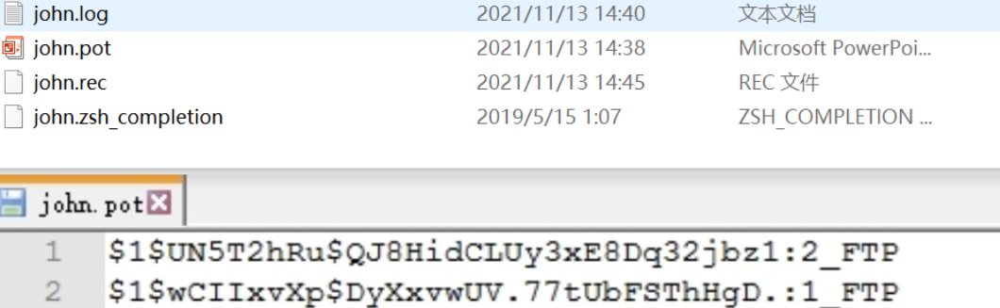 john.log 2021/11/13 14:40 文本文档
john.pot 2021/11/13 14:38 Microsoft PowerPoi...
john.rec 2021/11/13 14:45 REC 文件
john.zsh_completion 2019/5/15 1:07 ZSH_COMPLETION ...
john.pot
1 $1$UN5T2hRu$QJ8HidCLUy3xE8Dq32jbz1:2_FTP
2 $1$wCIIxvXp$DyXxvwUV.77tUbFSThHgD.:1_FTP